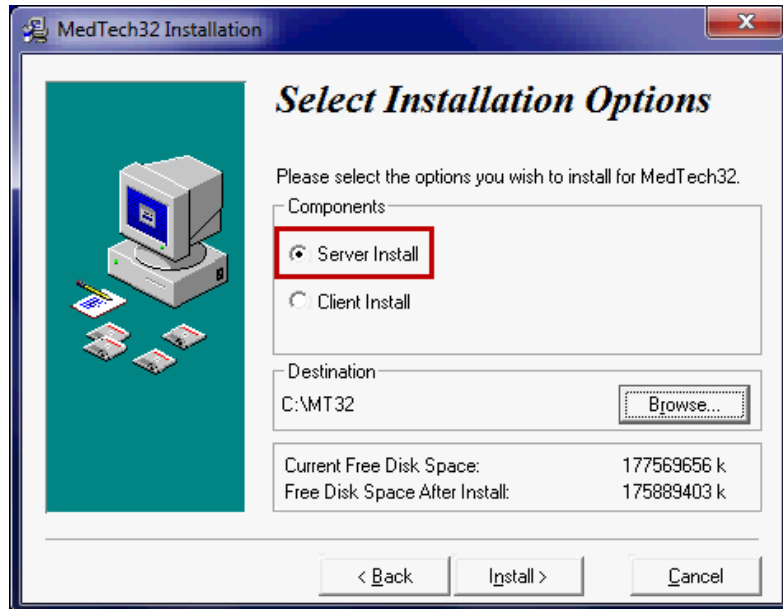 MedTech32 Installation
Select Installation Options
Please select the options you wish to install for MedTech32.
Components
Server Install
Client Install
Destination
C:\MT32
Browse...
Current Free Disk Space: 177569656 k
Free Disk Space After Install: 175889403 k
< Back
Install >
Cancel